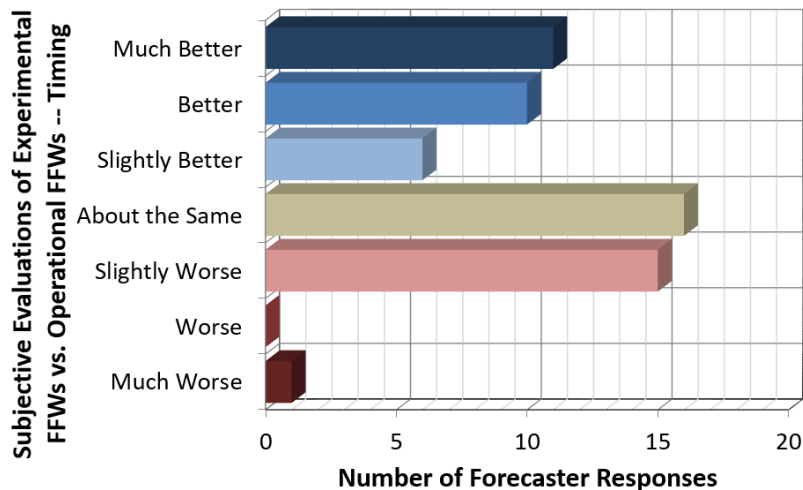 Subjective Evaluations of Experimental
FFWs vs. Operational FFWs -- Timing
Much Better
Better
Slightly Better
About the Same
Slightly Worse
Worse
Much Worse
0 5 10 15 20
Number of Forecaster Responses